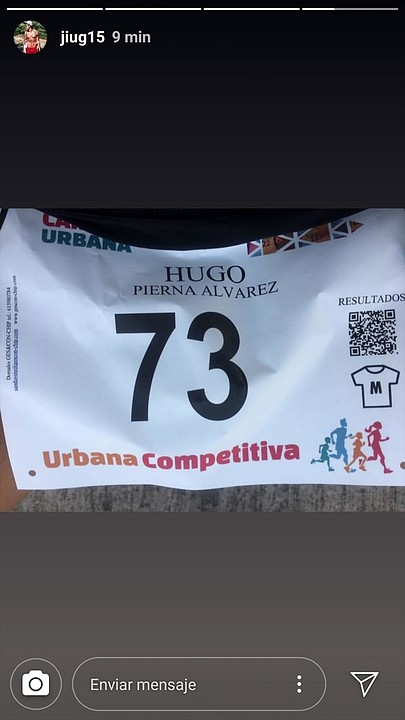 jiug15 9 min
URBANA
HUGO
PIERNA ALVAREZ
RESULTADOS
73
M
Urbana Competitiva
Enviar mensaje